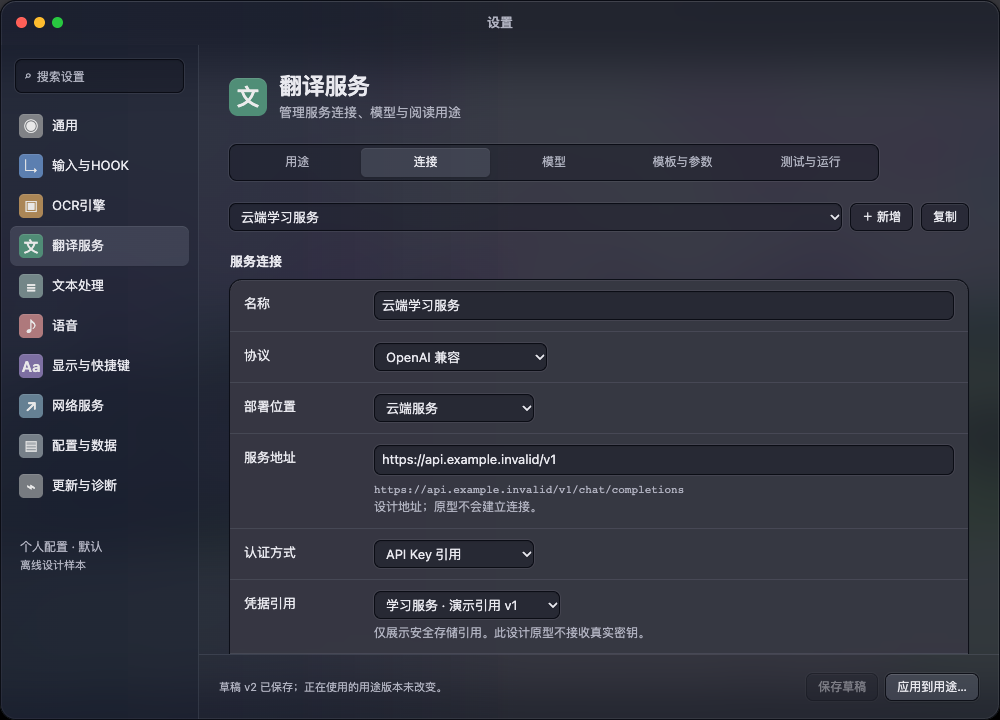 设置
搜索设置
通用
输入与HOOK
OCR引擎
文 翻译服务
文本处理
语音
Aa 显示与快捷键
网络服务
配置与数据
更新与诊断
个人配置 · 默认
离线设计样本
文
翻译服务
管理服务连接、模型与阅读用途
用途 连接 模型 模板与参数 测试与运行
云端学习服务 + 新增 复制
服务连接
名称 云端学习服务
协议 OpenAI 兼容
部署位置 云端服务
服务地址 https://api.example.invalid/v1
https://api.example.invalid/v1/chat/completions
设计地址；原型不会建立连接。
认证方式 API Key 引用
凭据引用 学习服务 · 演示引用 v1
仅展示安全存储引用。此设计原型不接收真实密钥。
草稿 v2 已保存；正在使用的用途版本未改变。 保存草稿 应用到用途...